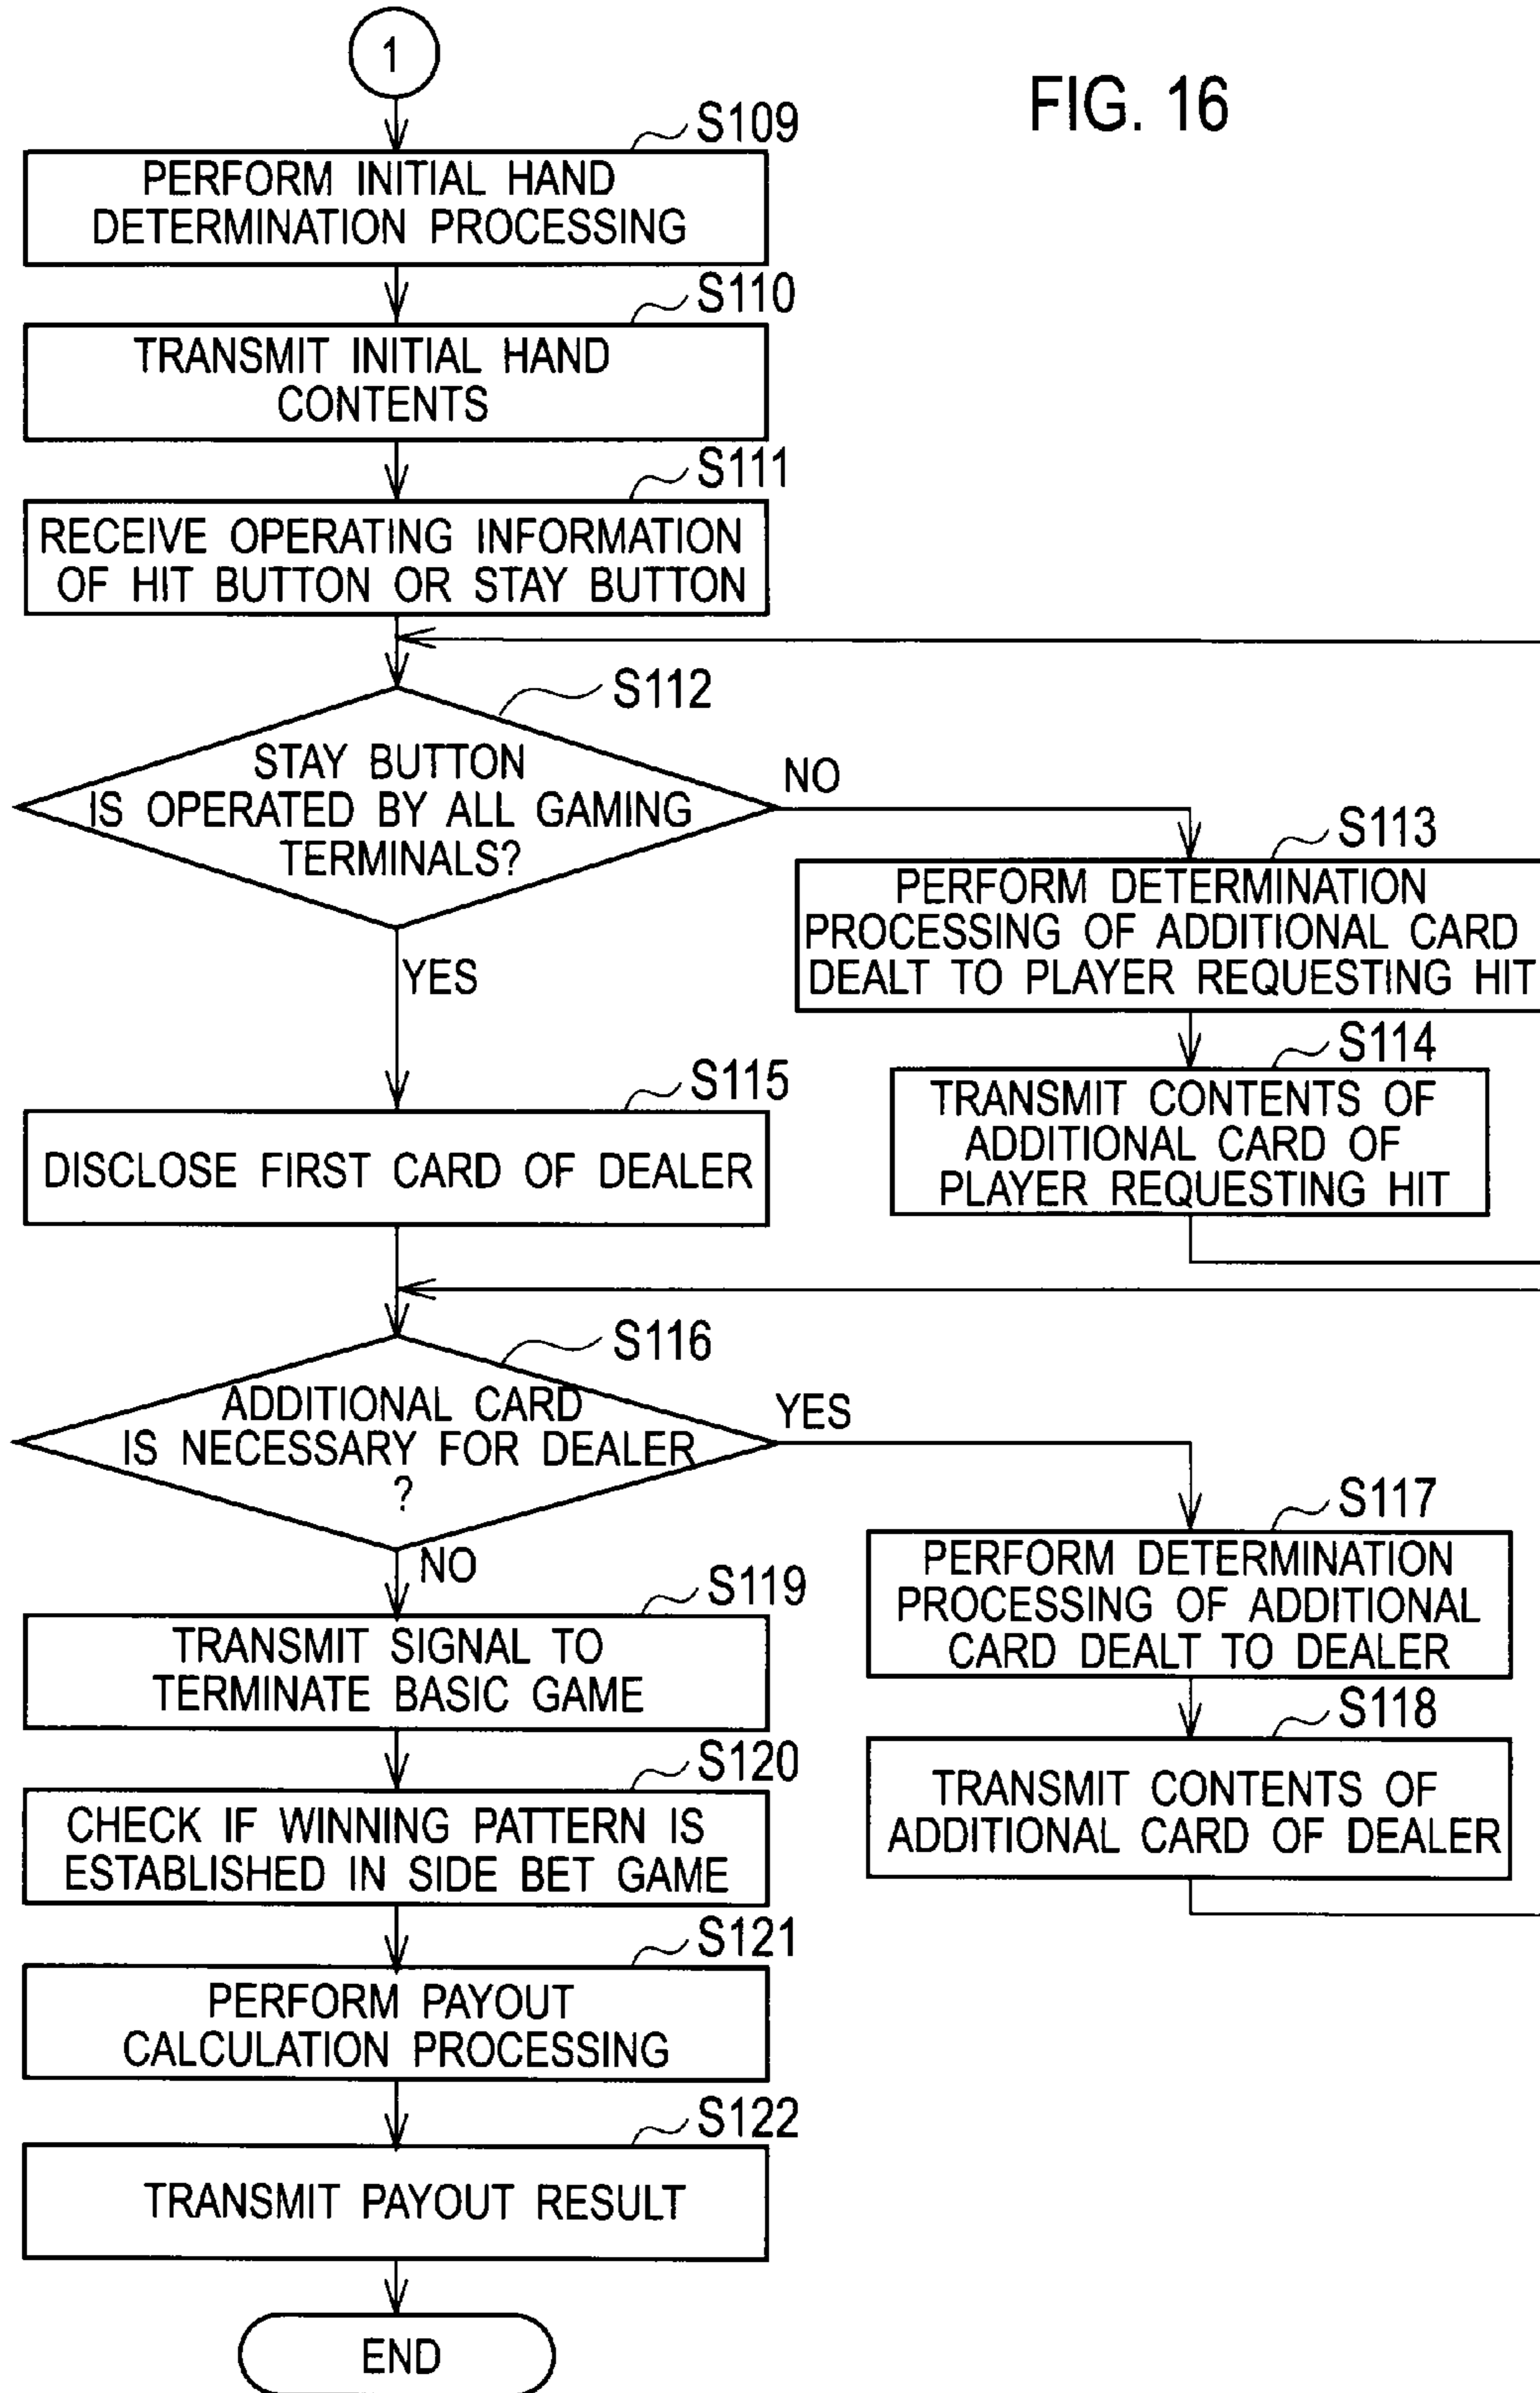 1
FIG. 16
S109
PERFORM INITIAL HAND
DETERMINATION PROCESSING
S110
TRANSMIT INITIAL HAND
CONTENTS
S111
RECEIVE OPERATING INFORMATION
OF HIT BUTTON OR STAY BUTTON
S112
STAY BUTTON
IS OPERATED BY ALL GAMING
TERMINALS?
NO
YES
S113
PERFORM DETERMINATION
PROCESSING OF ADDITIONAL CARD
DEALT TO PLAYER REQUESTING HIT
S114
TRANSMIT CONTENTS OF
ADDITIONAL CARD OF
PLAYER REQUESTING HIT
S115
DISCLOSE FIRST CARD OF DEALER
S116
ADDITIONAL CARD
IS NECESSARY FOR DEALER
?
YES
NO
S117
PERFORM DETERMINATION
PROCESSING OF ADDITIONAL
CARD DEALT TO DEALER
S118
TRANSMIT CONTENTS OF
ADDITIONAL CARD OF DEALER
S119
TRANSMIT SIGNAL TO
TERMINATE BASIC GAME
S120
CHECK IF WINNING PATTERN IS
ESTABLISHED IN SIDE BET GAME
S121
PERFORM PAYOUT
CALCULATION PROCESSING
S122
TRANSMIT PAYOUT RESULT
END